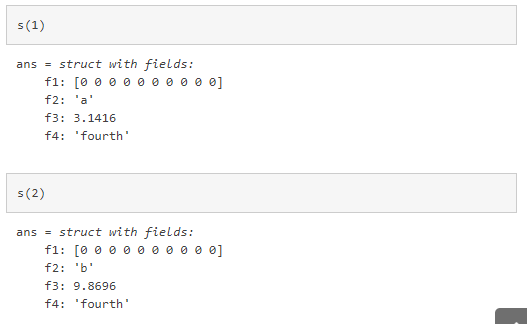 s(1)
ans = struct with fields:
f1: [0 0 0 0 0 0 0 0 0 0]
f2: 'a'
f3: 3.1416
f4: 'fourth'
s(2)
ans = struct with fields:
f1: [0 0 0 0 0 0 0 0 0 0]
f2: 'b'
f3: 9.8696
f4: 'fourth'